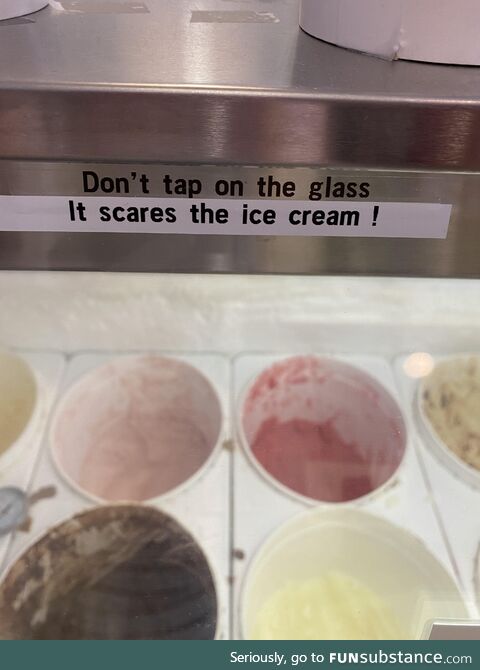 Don't tap on the glass
It scares the ice cream !
Seriously, go to FUNsubstance.com